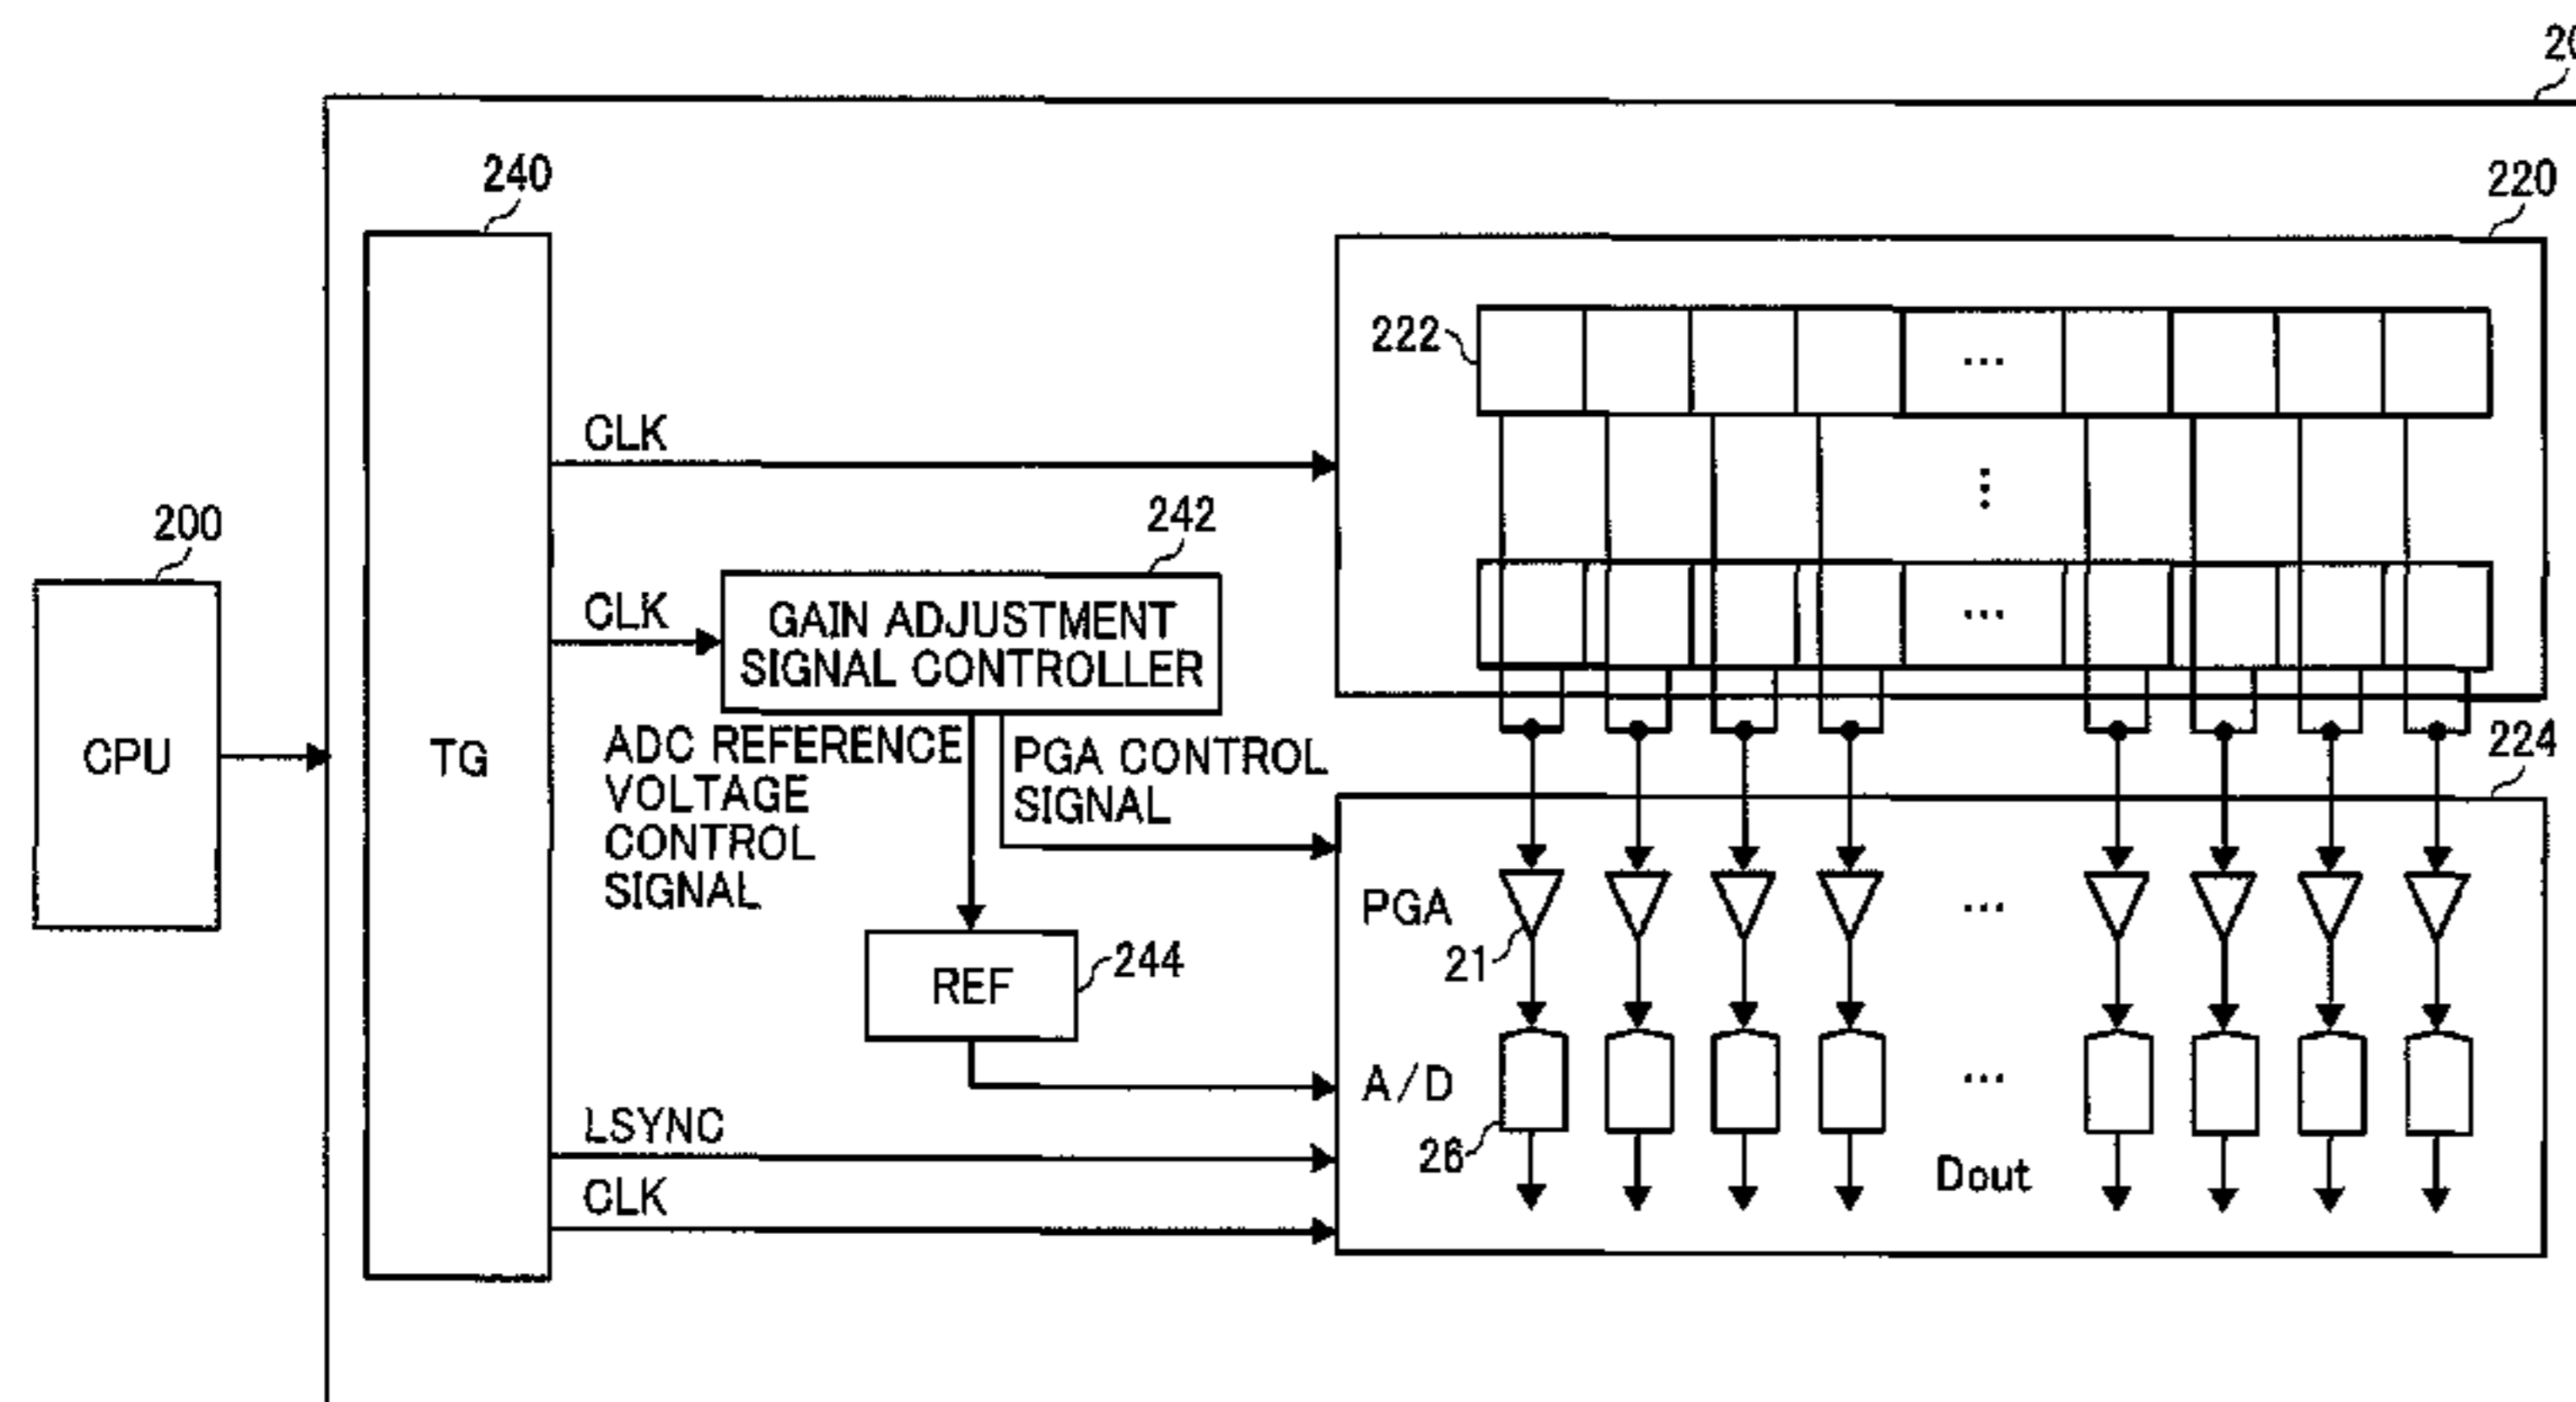 240
220
222
...
CLK
200
242
CLK
GAIN ADJUSTMENT
SIGNAL CONTROLLER
...
CPU
TG
ADC REFERENCE
VOLTAGE
CONTROL
SIGNAL
PGA CONTROL
SIGNAL
224
PGA
21
...
REF
244
A/D
26
...
LSYNC
CLK
Dout